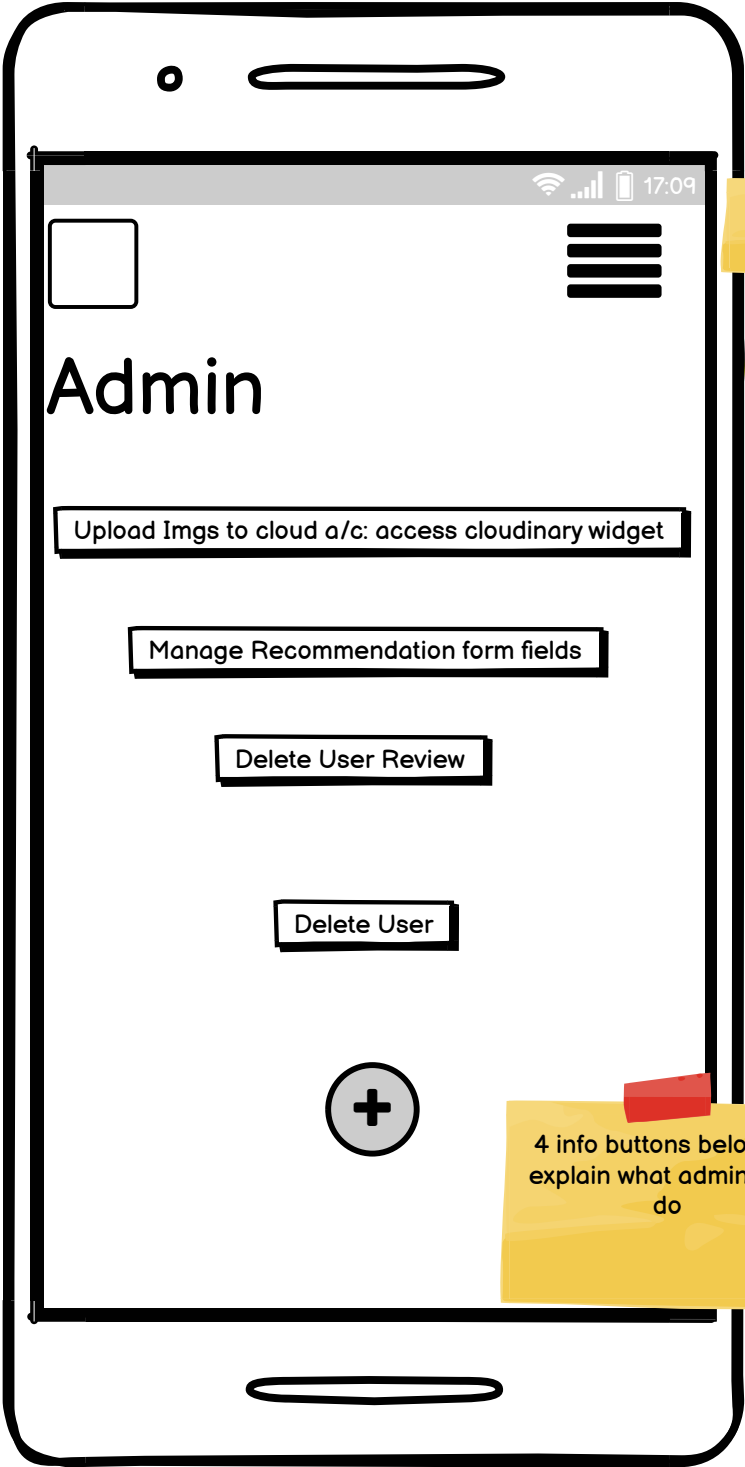 17:09
Admin
Upload Imgs to cloud a/c: access cloudinary widget
Manage Recommendation form fields
Delete User Review
Delete User
4 info buttons
explain what admin
do